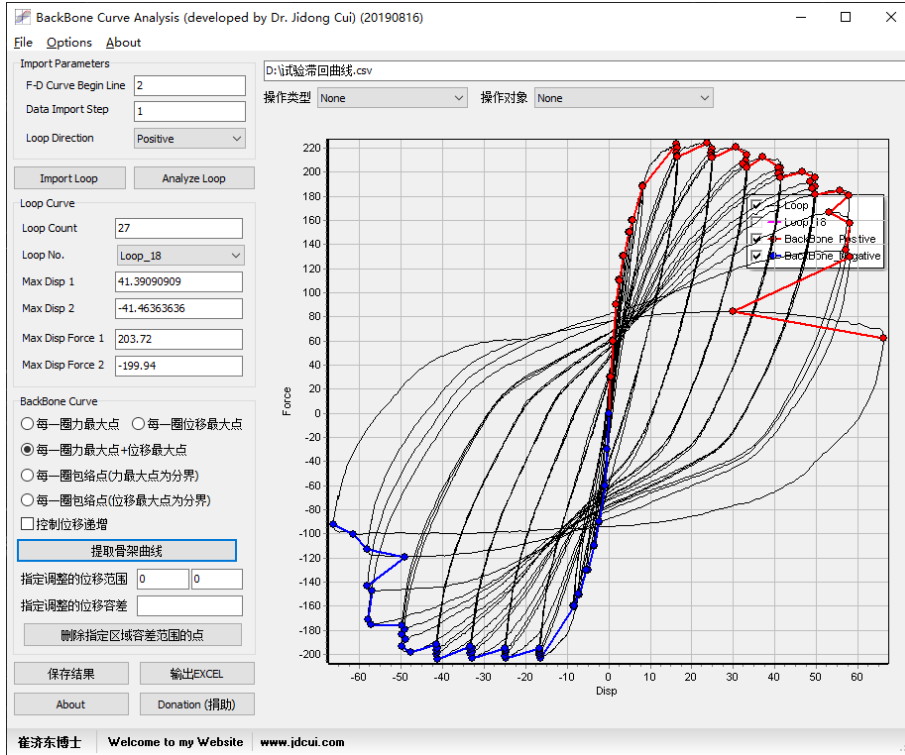 BackBone Curve Analysis (developed by Dr. Jidong Cui) (20190816)
File Options About
Import Parameters
F-D Curve Begin Line 2
Data Import Step 1
Loop Direction Positive
Import Loop Analyze Loop
Loop Curve
Loop Count 27
Loop No. Loop_18
Max Disp 1 41.39090909
Max Disp 2 -41.46363636
Max Disp Force 1 203.72
Max Disp Force 2 -199.94
BackBone Curve
每一圈力最大点 每一圈位移最大点
每一圈力最大点+位移最大点
每一圈包络点(力最大点为分界)
每一圈包络点(位移最大点为分界)
控制位移递增
提取骨架曲线
指定调整的位移范围 0 0
指定调整的位移容差
删除指定区域容差范围的点
保存结果 输出EXCEL
About Donation (捐助)
D:\试验滞回曲线.csv
操作类型 None 操作对象 None
220
200
180
160
140
120
100
80
60
40
20
0
-20
-40
-60
-80
-100
-120
-140
-160
-180
-200
Force
Loop
Loop_18
BackBone_Positive
BackBone_Negative
-60 -50 -40 -30 -20 -10 0 10 20 30 40 50 60
Disp
崔济东博士 Welcome to my Website www.jdcui.com